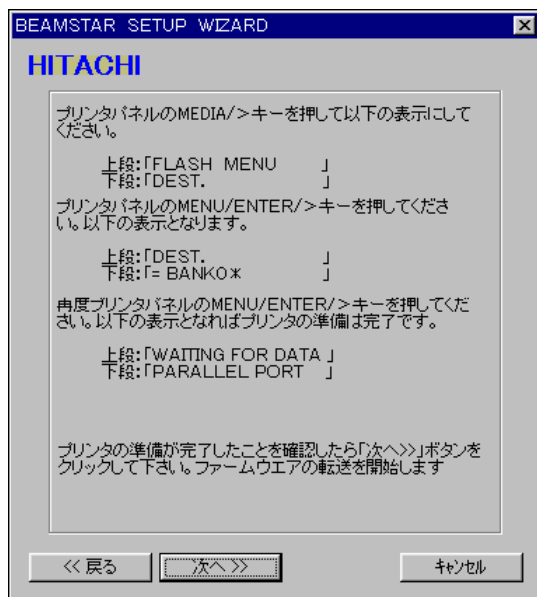 BEAMSTAR SETUP WIZARD
HITACHI
プリンタパネルのMEDIA/>キーを押して以下の表示にして
ください。
上段:「FLASH MENU 」
下段:「DEST. 」
プリンタパネルのMENU/ENTER/>キーを押してくださ
い。以下の表示となります。
上段:「DEST. 」
下段:「= BANK0* 」
再度プリンタパネルのMENU/ENTER/>キーを押してくだ
さい。以下の表示となればプリンタの準備は完了です。
上段:「WAITING FOR DATA 」
下段:「PARALLEL PORT 」
プリンタの準備が完了したことを確認したら「次へ>>」ボタンを
クリックして下さい。ファームウエアの転送を開始します
<< 戻る 次へ >> キャンセル